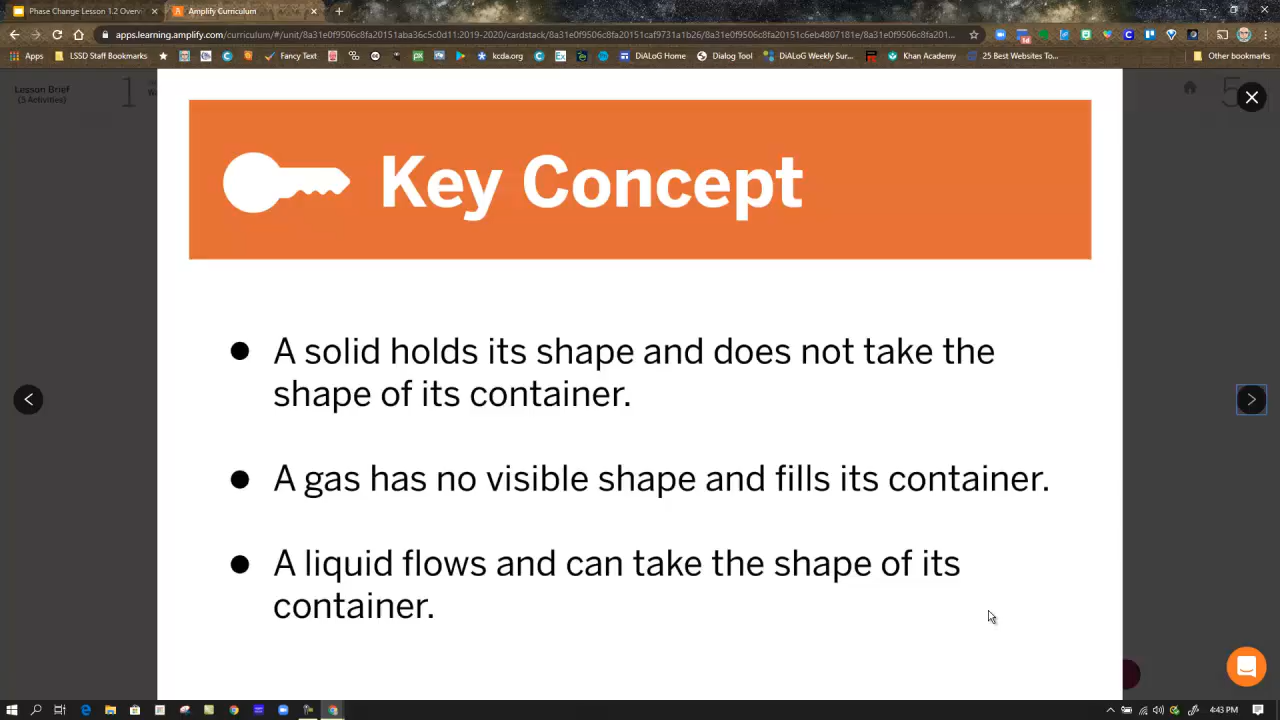 Phase Change Lesson 1.2 Overv
Amplify Curriculum
apps.learning.amplify.com/curriculum/#/unit/8a31e0f9506c8fa20151aba36c5c0d11:2019-2020/cardstack/8a31e0f9506c8fa20151caf9731a1b26/8a31e0f9506c8fa20151c6eb4807181e/8a31e0f9506c8fa201...
Apps
LSSD Staff Bookmarks
Fancy Text
kcda.org
DiALoG Home
Dialog Tool
DiALoG Weekly Sur...
Khan Academy
25 Best Websites To...
Other bookmarks
Lesson Brief
(5 Activities)
1
5
Key Concept
● A solid holds its shape and does not take the
shape of its container.
● A gas has no visible shape and fills its container.
● A liquid flows and can take the shape of its
container.
4:43 PM